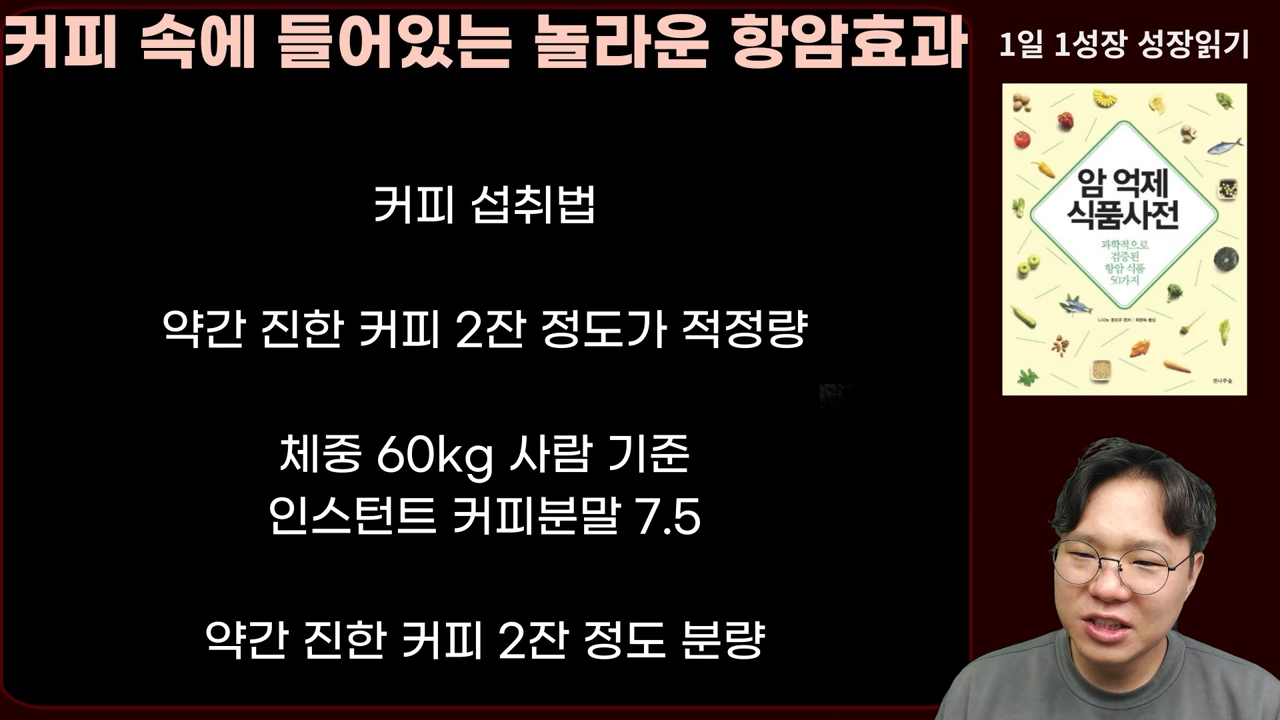 커피 속에 들어있는 놀라운 항암효과
커피 섭취법
약간 진한 커피 2잔 정도가 적정량
체중 60kg 사람 기준
인스턴트 커피분말 7.5
약간 진한 커피 2잔 정도 분량
1일 1성장 성장읽기
암 억제
식품사전
과학적으로
검증된
항암 식품
50가지
전나무숲